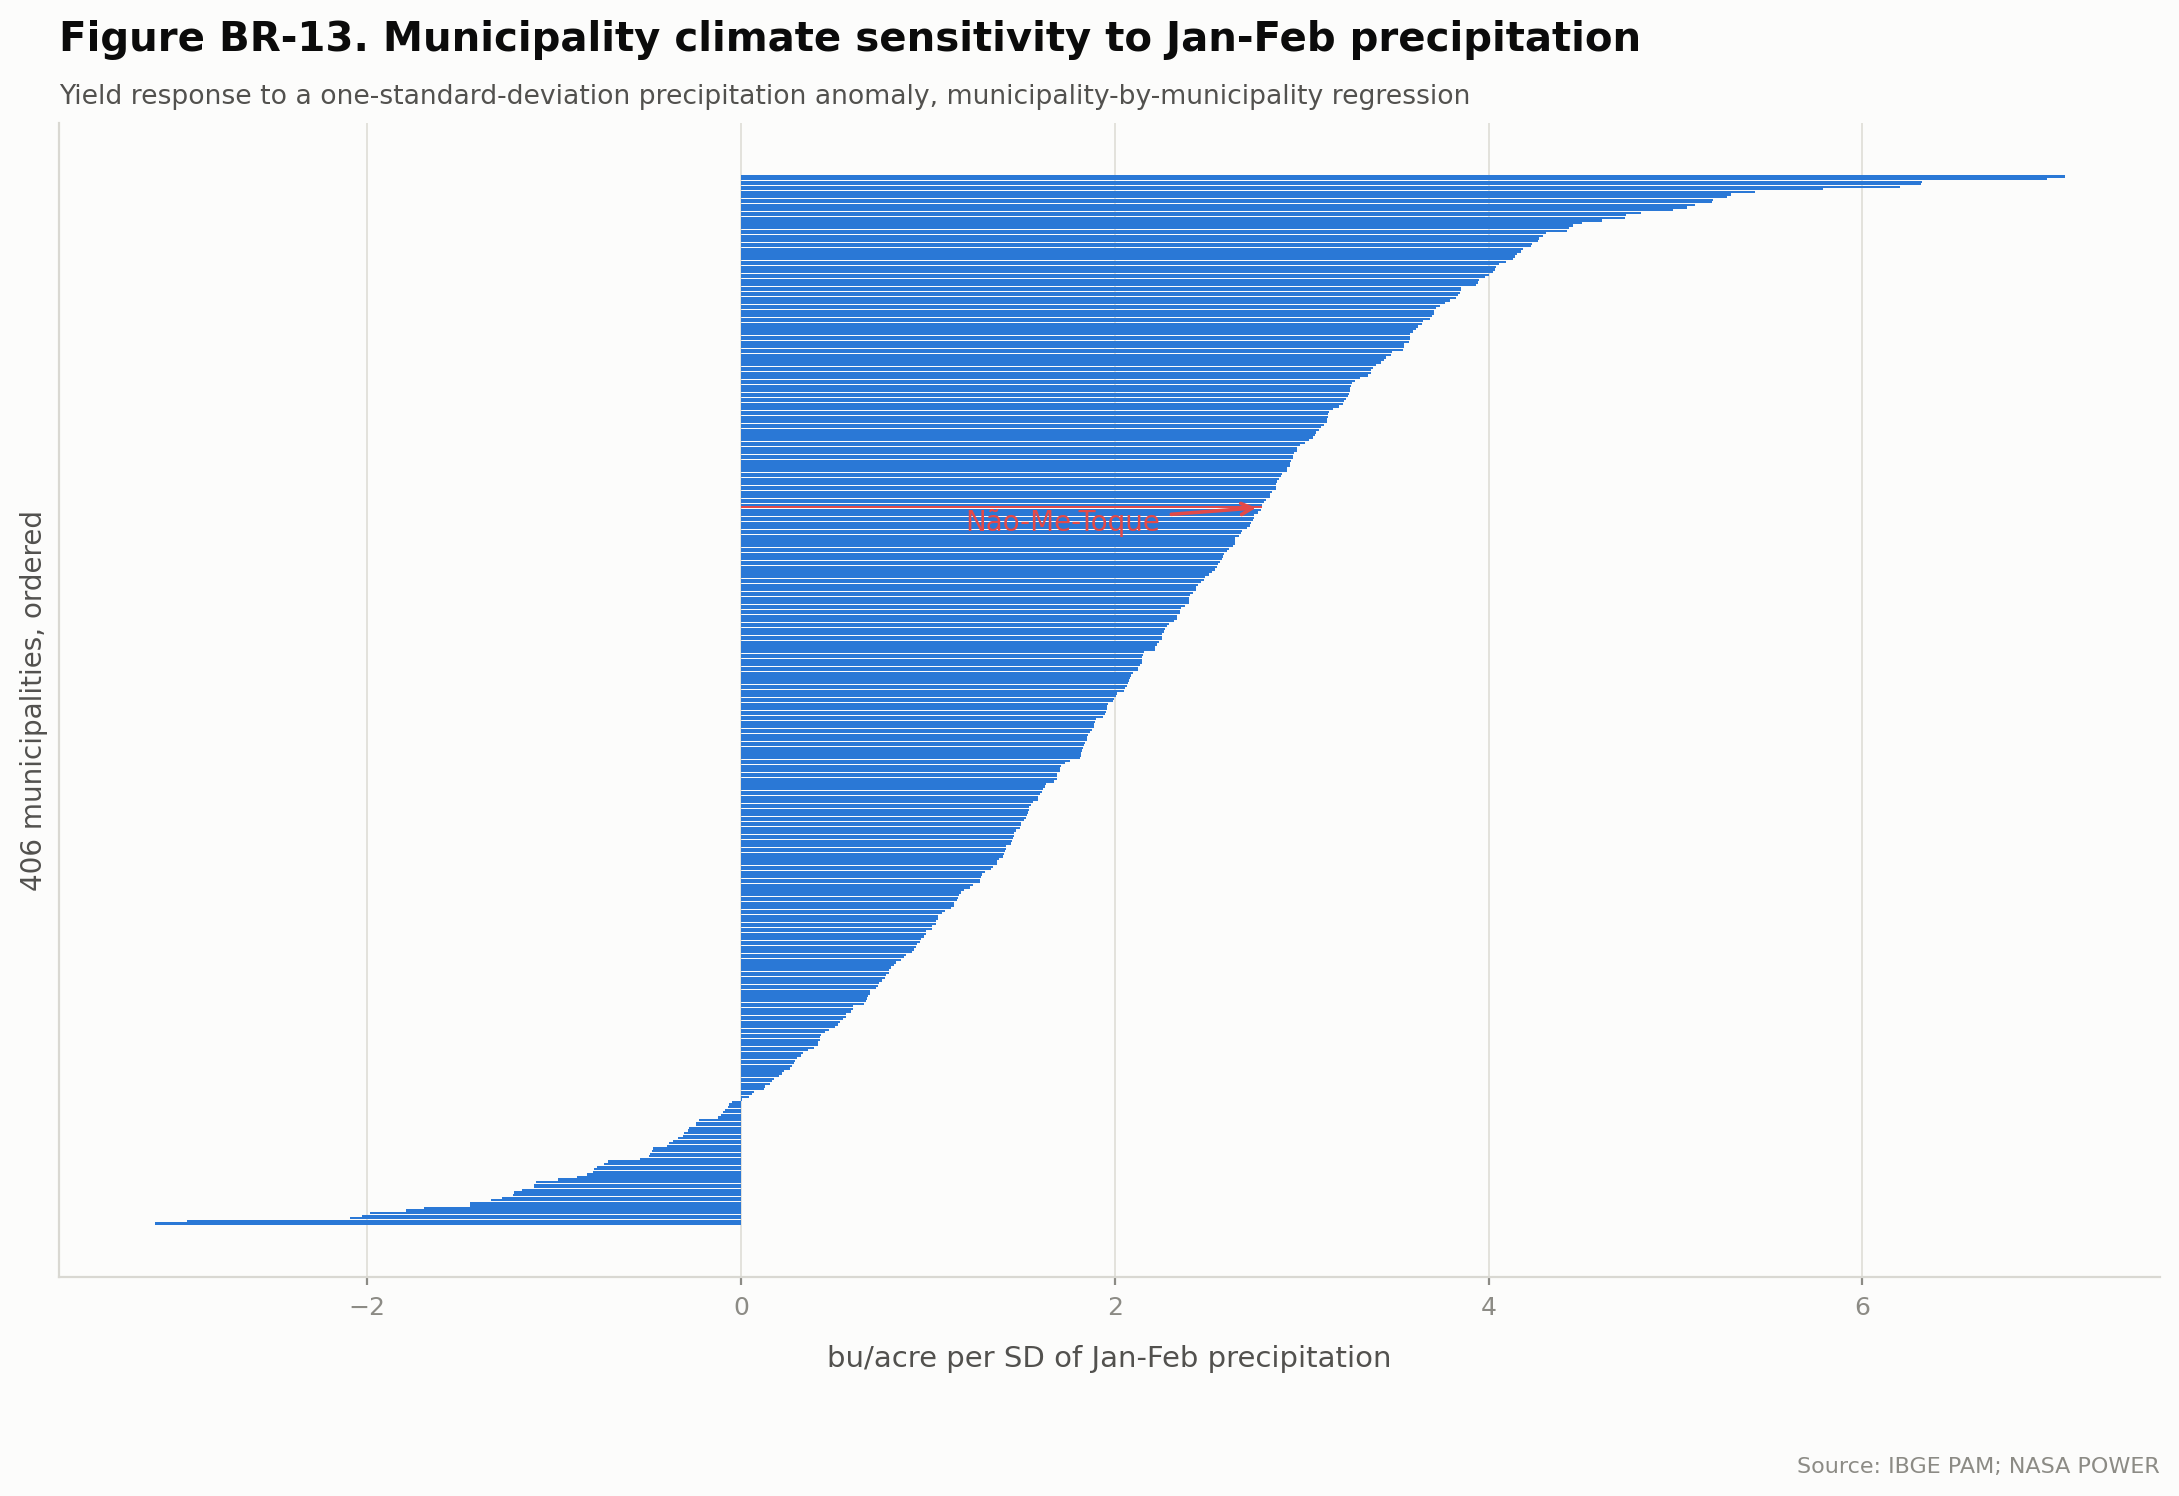 Figure BR-13. Municipality climate sensitivity to Jan-Feb precipitation
Yield response to a one-standard-deviation precipitation anomaly, municipality-by-municipality regression
406 municipalities, ordered
Não-Me-Toque
−2
0
2
4
6
bu/acre per SD of Jan-Feb precipitation
Source: IBGE PAM; NASA POWER